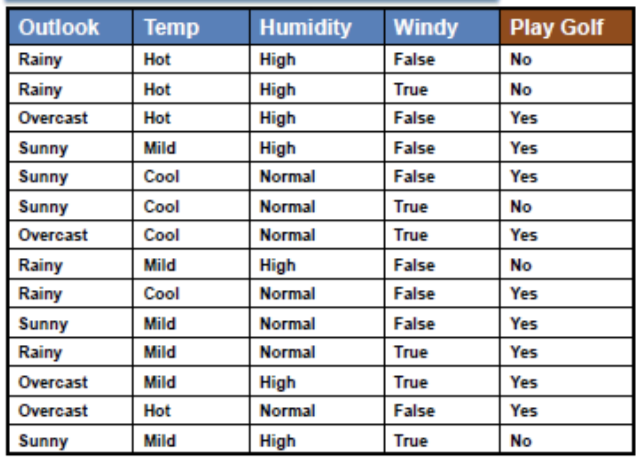 Outlook Temp Humidity Windy Play Golf
Rainy Hot High False No
Rainy Hot High True No
Overcast Hot High False Yes
Sunny Mild High False Yes
Sunny Cool Normal False Yes
Sunny Cool Normal True No
Overcast Cool Normal True Yes
Rainy Mild High False No
Rainy Cool Normal False Yes
Sunny Mild Normal False Yes
Rainy Mild Normal True Yes
Overcast Mild High True Yes
Overcast Hot Normal False Yes
Sunny Mild High True No